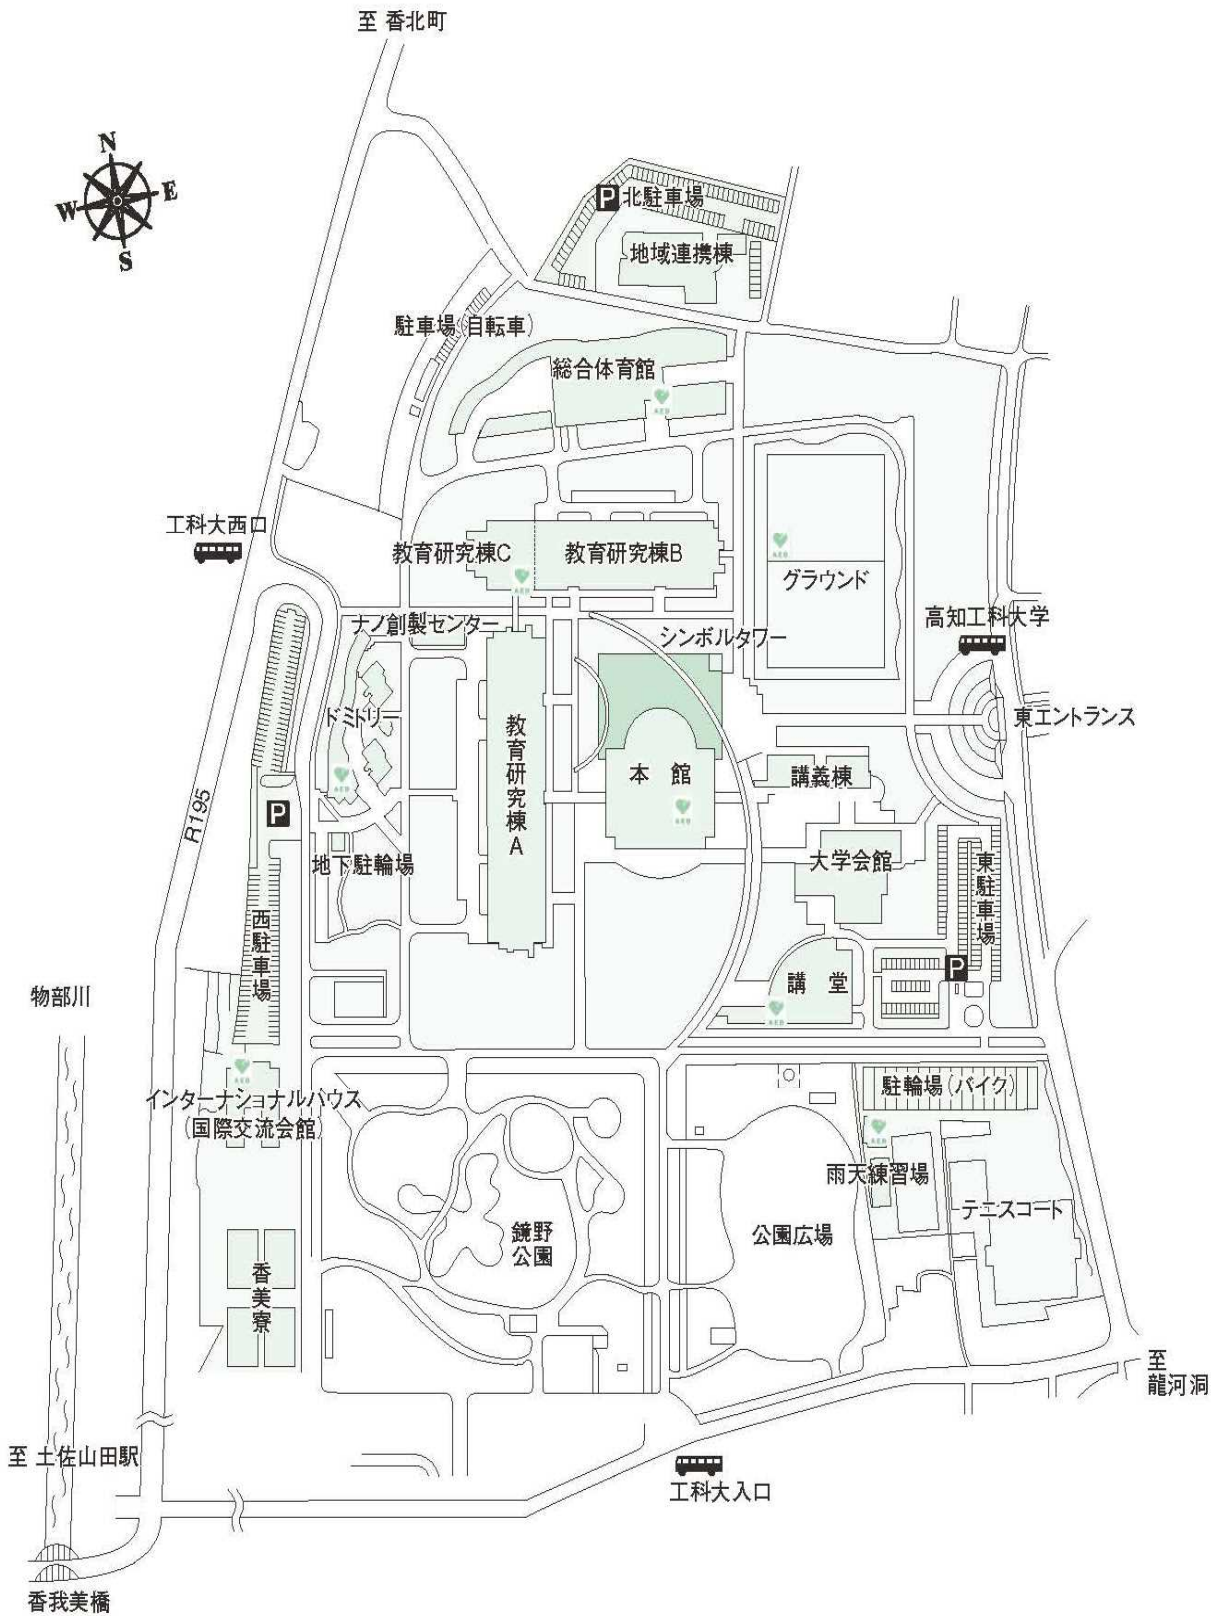 至 香北町
N
W
E
S
P 北駐車場
地域連携棟
駐車場(自転車)
総合体育館
AED
工科大西口
教育研究棟C
教育研究棟B
AED
AED
グラウンド
ナノ創製センター
シンボルタワー
高知工科大学
ドミトリー
東エントランス
教育研究棟A
本館
講義棟
AED
AED
P
R195
地下駐輪場
大学会館
東駐車場
西駐車場
P
講堂
AED
物部川
AED
インターナショナルハウス
(国際交流会館)
駐輪場(バイク)
AED
雨天練習場
テニスコート
鏡野
公園
公園広場
香美寮
至
龍河洞
至 土佐山田駅
工科大入口
香我美橋